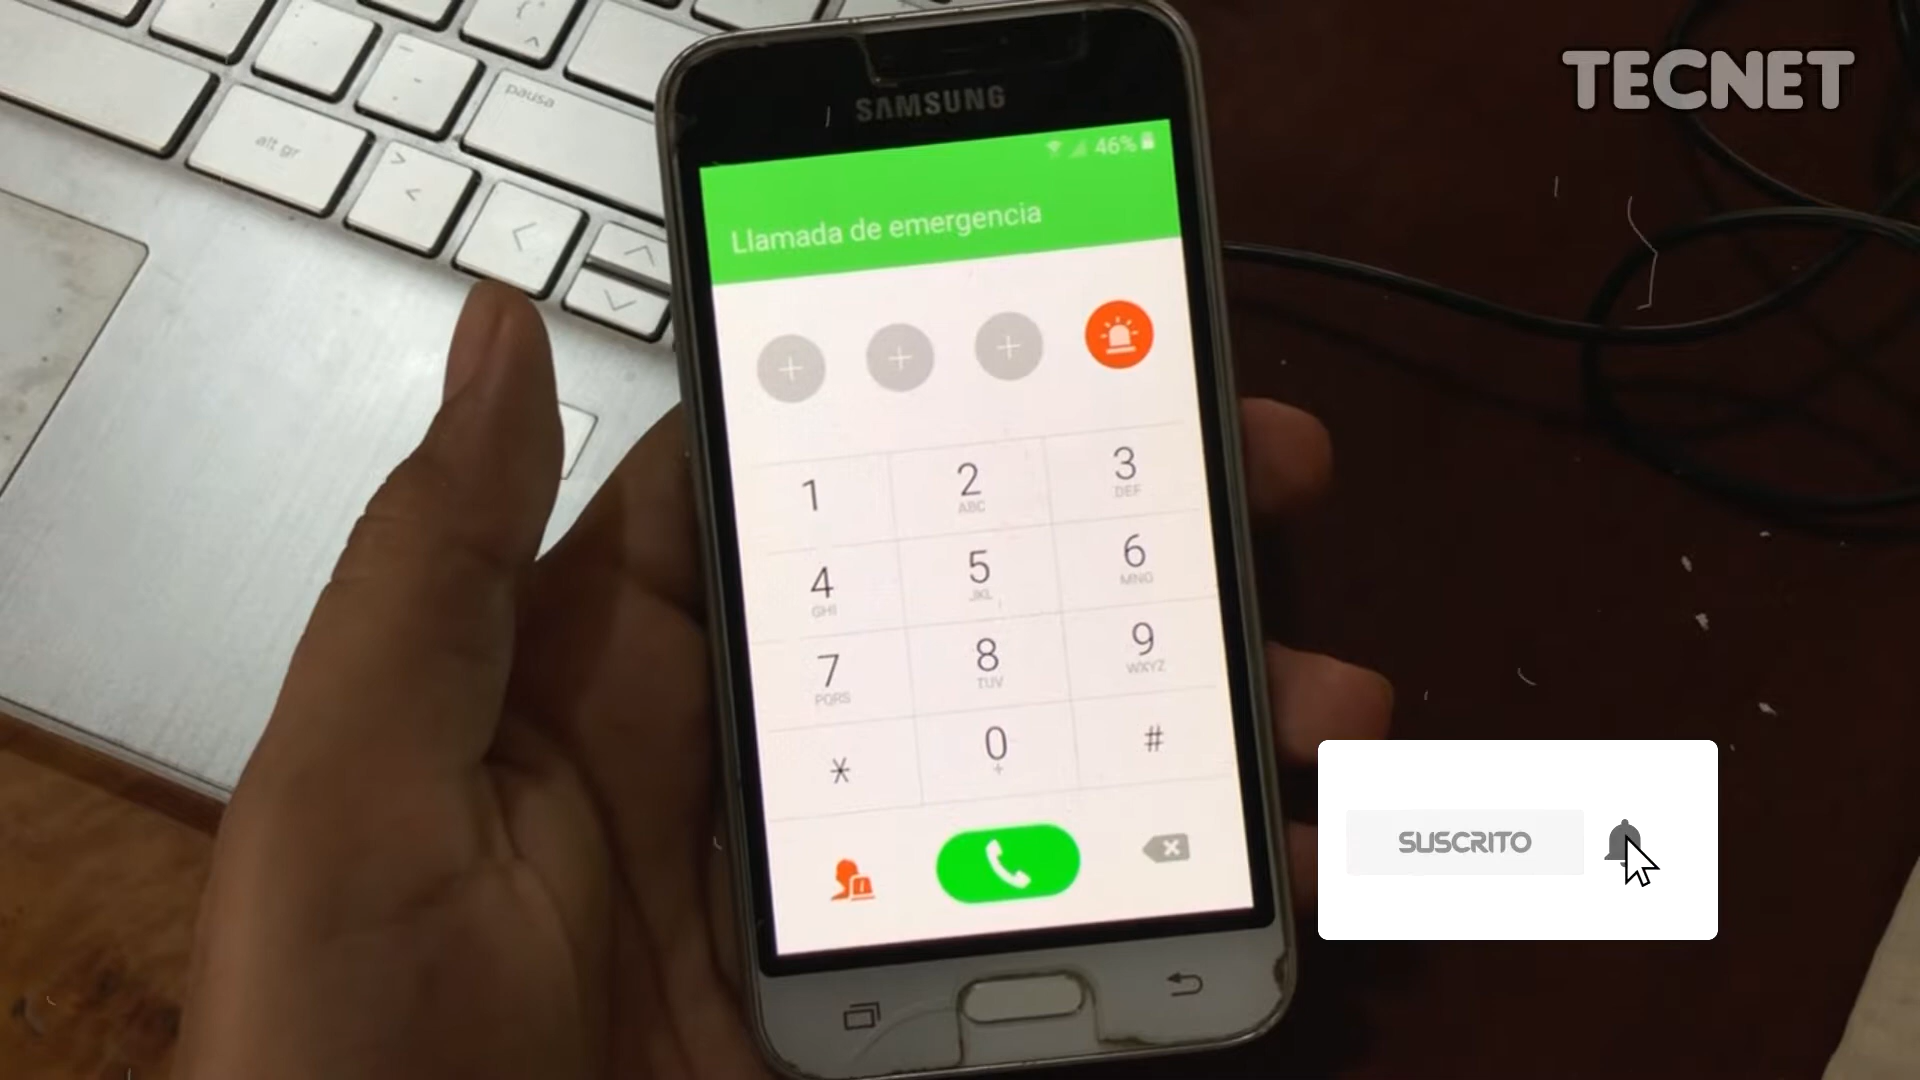 TECNET
pausa
alt gr
SAMSUNG
46%
Llamada de emergencia
1
2
ABC
3
DEF
4
GHI
5
JKL
6
MNO
7
PQRS
8
TUV
9
WXYZ
*
0
+
#
SUSCRITO